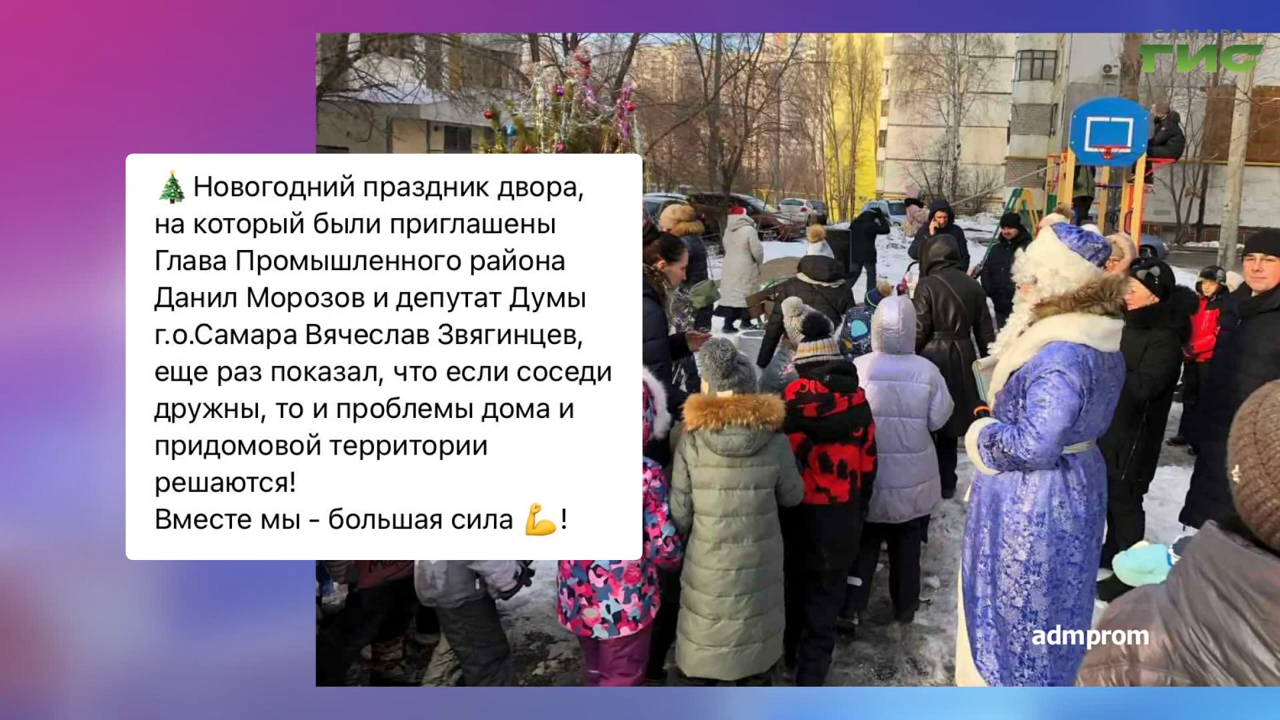 САМАРА
ГИС
🎄 Новогодний праздник двора,
на который были приглашены
Глава Промышленного района
Данил Морозов и депутат Думы
г.о.Самара Вячеслав Звягинцев,
еще раз показал, что если соседи
дружны, то и проблемы дома и
придомовой территории
решаются!
Вместе мы - большая сила 💪!
admprom